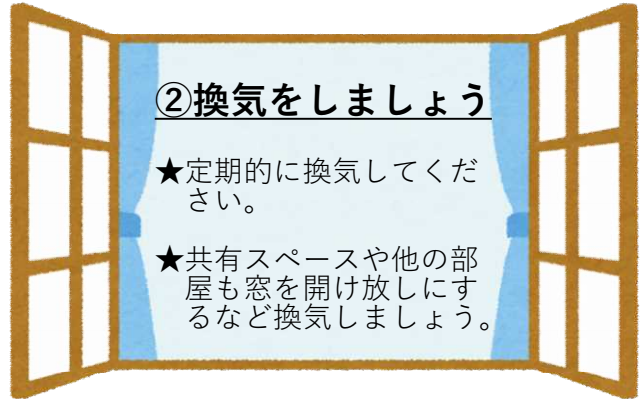 ②換気をしましょう
★定期的に換気してくだ
さい。
★共有スペースや他の部
屋も窓を開け放しにす
るなど換気しましょう。